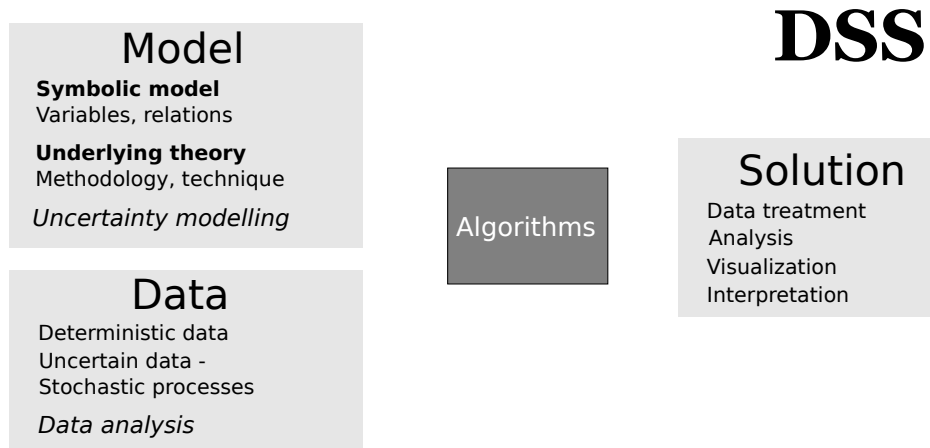 DSS
Model
Symbolic model
Variables, relations
Underlying theory
Methodology, technique
Uncertainty modelling
Data
Deterministic data
Uncertain data -
Stochastic processes
Data analysis
Algorithms
Solution
Data treatment
Analysis
Visualization
Interpretation